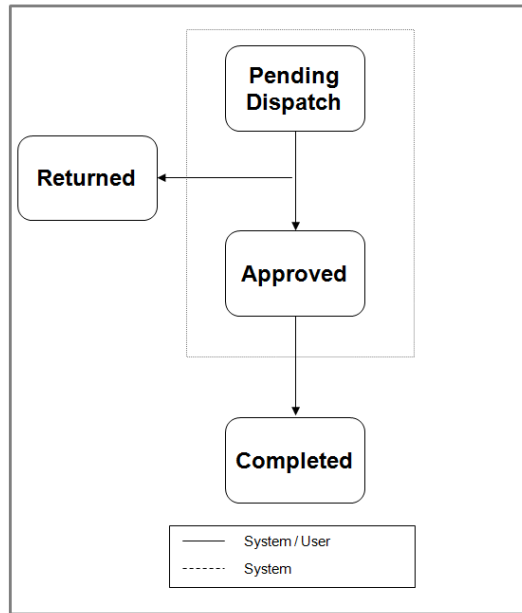 Pending
Dispatch
Returned
Approved
Completed
System / User
System